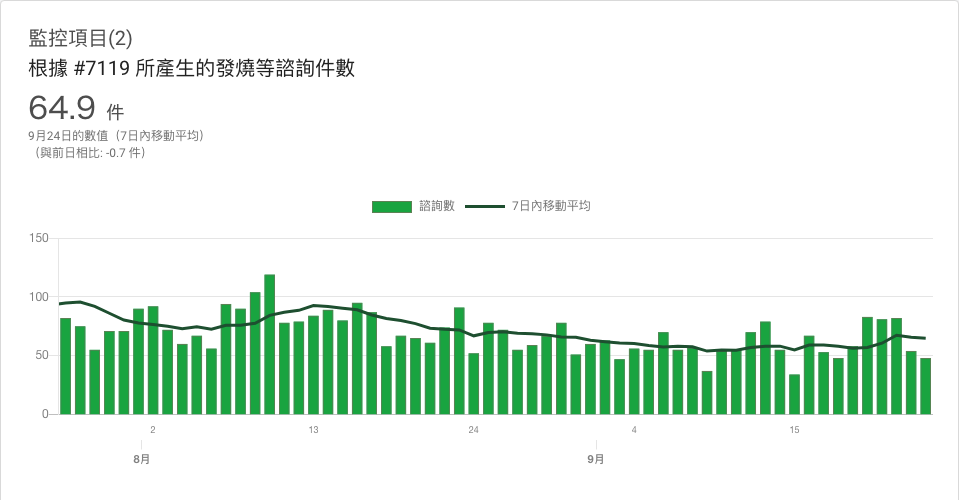 監控項目(2)
根據 #7119 所產生的發燒等諮詢件數
64.9 件
9月24日的數值（7日內移動平均）
（與前日相比: -0.7 件）
諮詢數 7日內移動平均
150
100
50
0
2 13 24 4 15
8月 9月